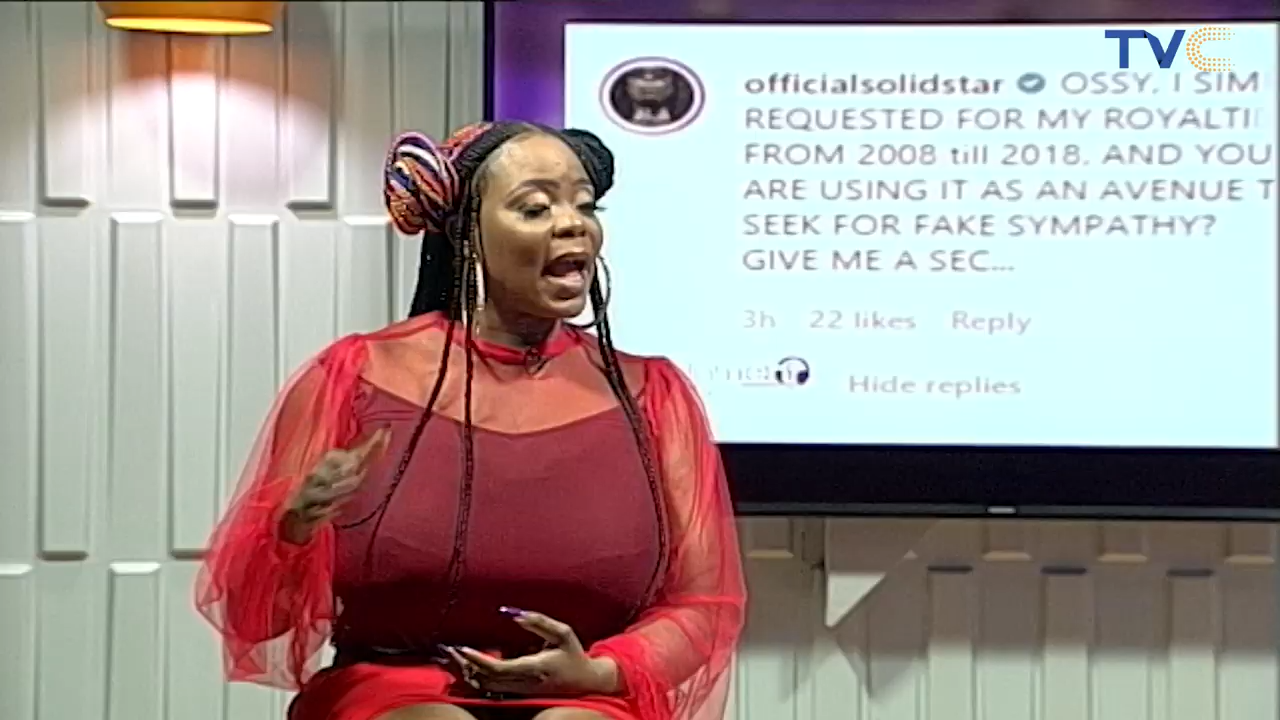 TVC
officialsolidstar OSSY, I SIM
REQUESTED FOR MY ROYALTI
FROM 2008 till 2018. AND YOU
ARE USING IT AS AN AVENUE T
SEEK FOR FAKE SYMPATHY?
GIVE ME A SEC...
3h 22 likes Reply
Hide replies